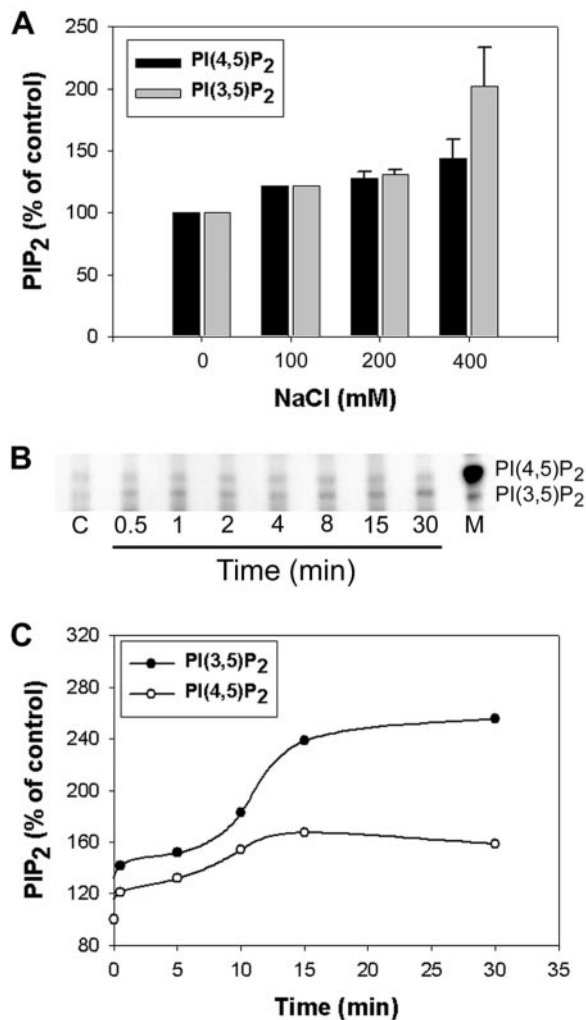 A
250
200
150
100
50
0
PIP2 (% of control)
PI(4,5)P2
PI(3,5)P2
0 100 200 400
NaCl (mM)
B
PI(4,5)P2
PI(3,5)P2
C 0.5 1 2 4 8 15 30 M
Time (min)
C
320
280
240
200
160
120
80
PIP2 (% of control)
PI(3,5)P2
PI(4,5)P2
0 5 10 15 20 25 30 35
Time (min)